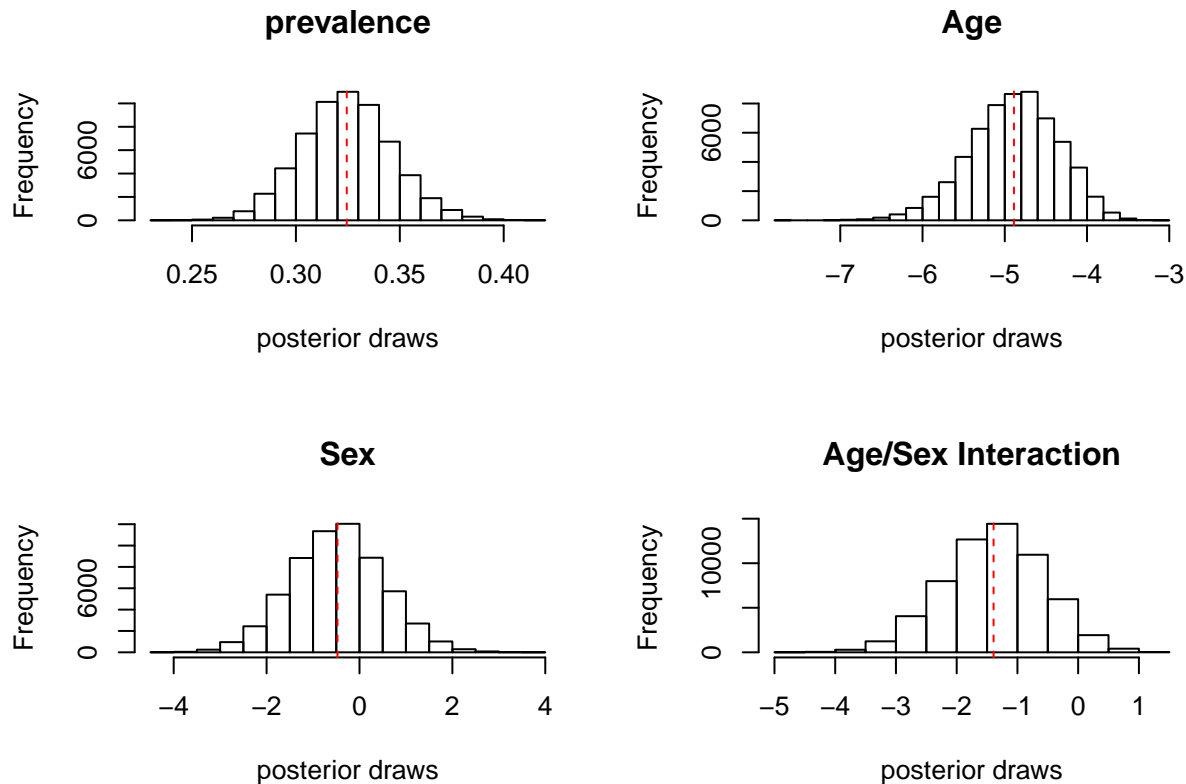 prevalence
Frequency
0 6000
0.25 0.30 0.35 0.40
posterior draws
Age
Frequency
0 6000
−7 −6 −5 −4 −3
posterior draws
Sex
Frequency
0 6000
−4 −2 0 2 4
posterior draws
Age/Sex Interaction
Frequency
0 10000
−5 −4 −3 −2 −1 0 1
posterior draws